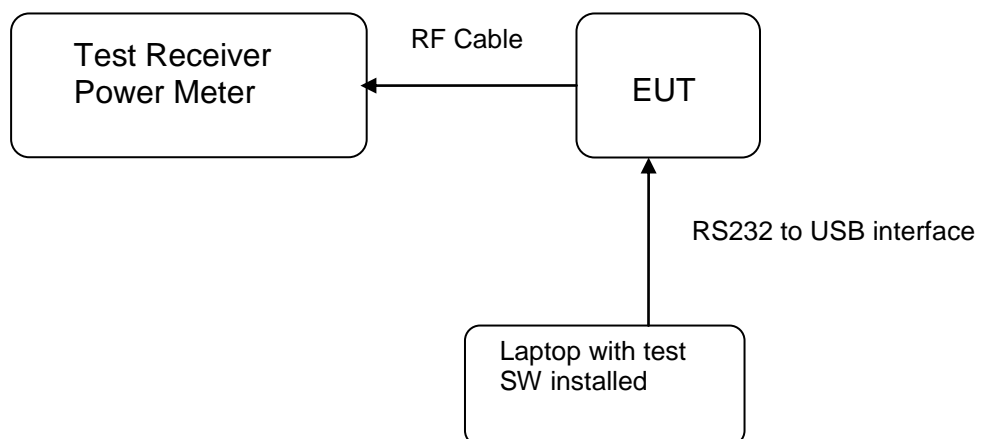 RF Cable
Test Receiver
Power Meter
EUT
RS232 to USB interface
Laptop with test
SW installed